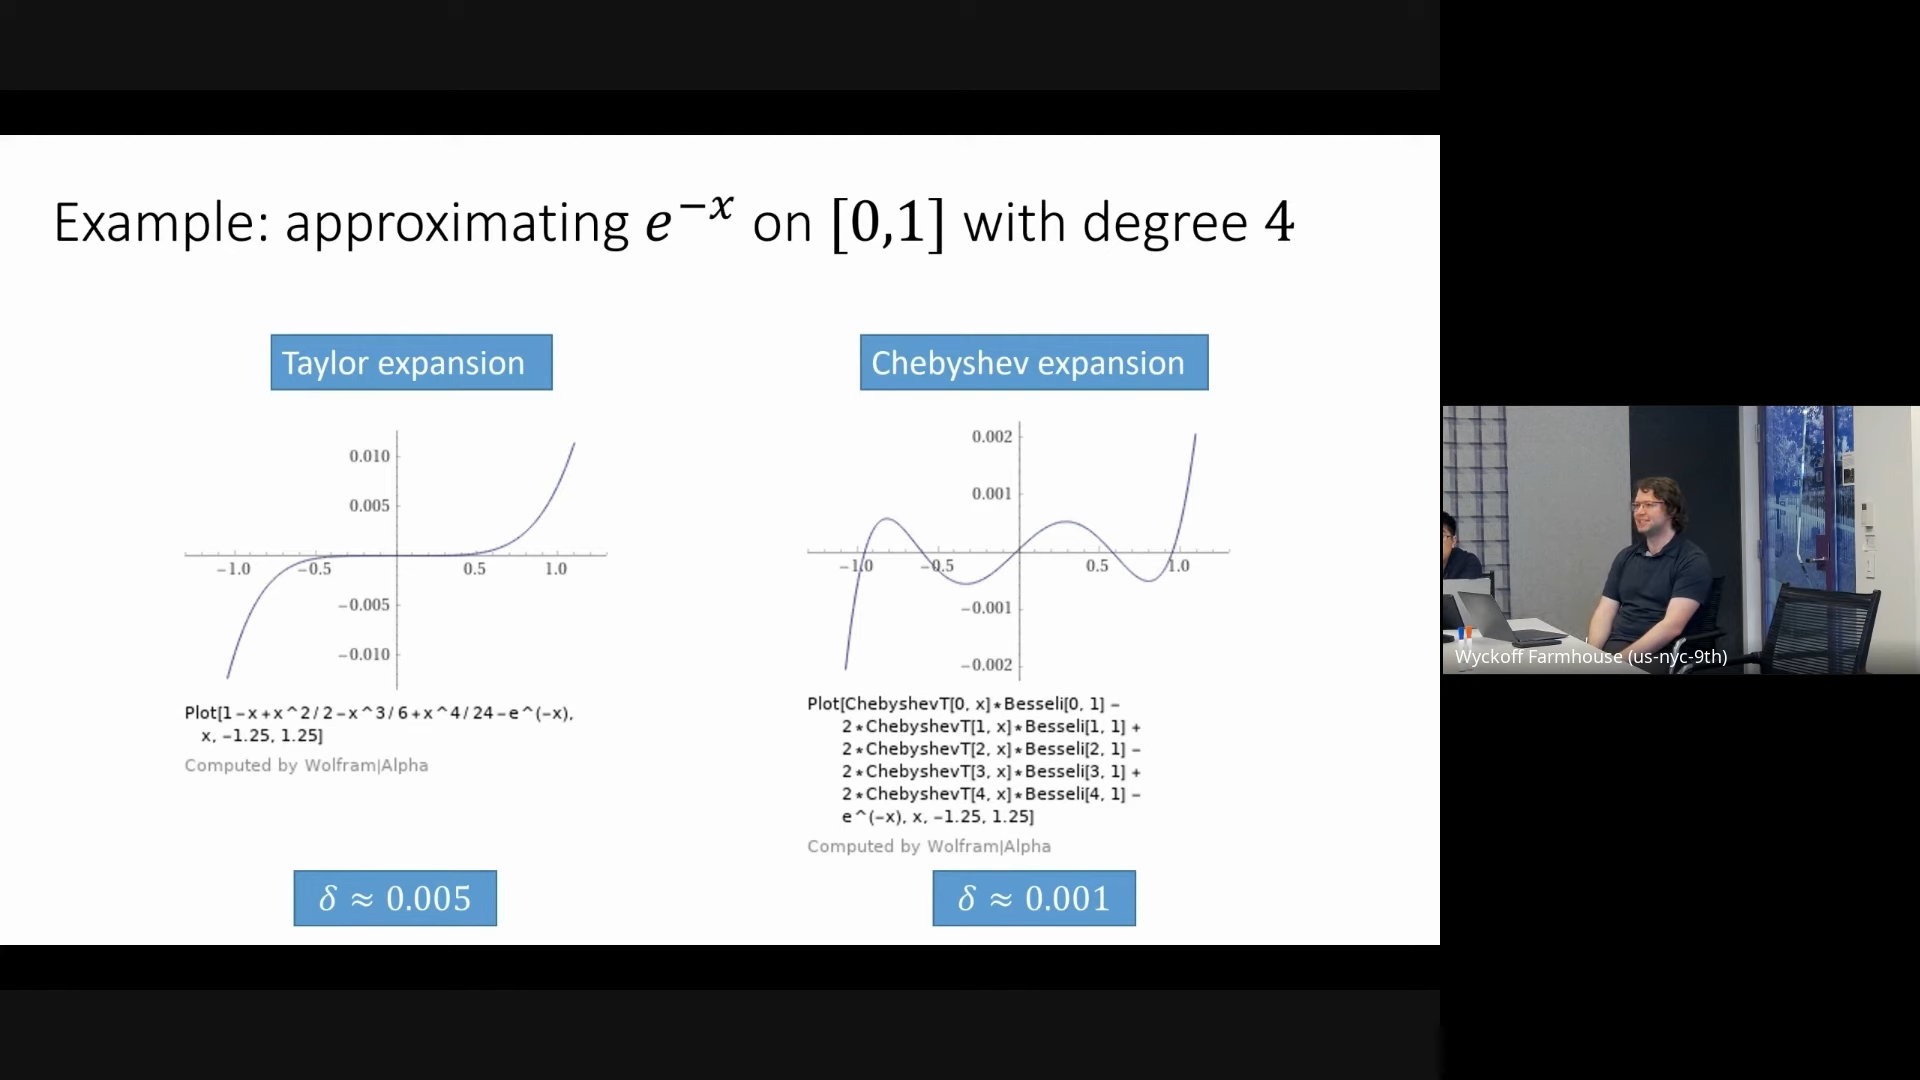 Example: approximating e^{−x} on [0,1] with degree 4
Taylor expansion
0.010
0.005
−1.0
−0.5
0.5
1.0
−0.005
−0.010
Plot[1−x+x^2/2−x^3/6+x^4/24−e^(−x),
x, −1.25, 1.25]
Computed by Wolfram|Alpha
δ ≈ 0.005
Chebyshev expansion
0.002
0.001
−1.0
−0.5
0.5
1.0
−0.001
−0.002
Plot[ChebyshevT[0, x]*Besseli[0, 1] −
2*ChebyshevT[1, x]*Besseli[1, 1] +
2*ChebyshevT[2, x]*Besseli[2, 1] −
2*ChebyshevT[3, x]*Besseli[3, 1] +
2*ChebyshevT[4, x]*Besseli[4, 1] −
e^(−x), x, −1.25, 1.25]
Computed by Wolfram|Alpha
δ ≈ 0.001
Wyckoff Farmhouse (us-nyc-9th)